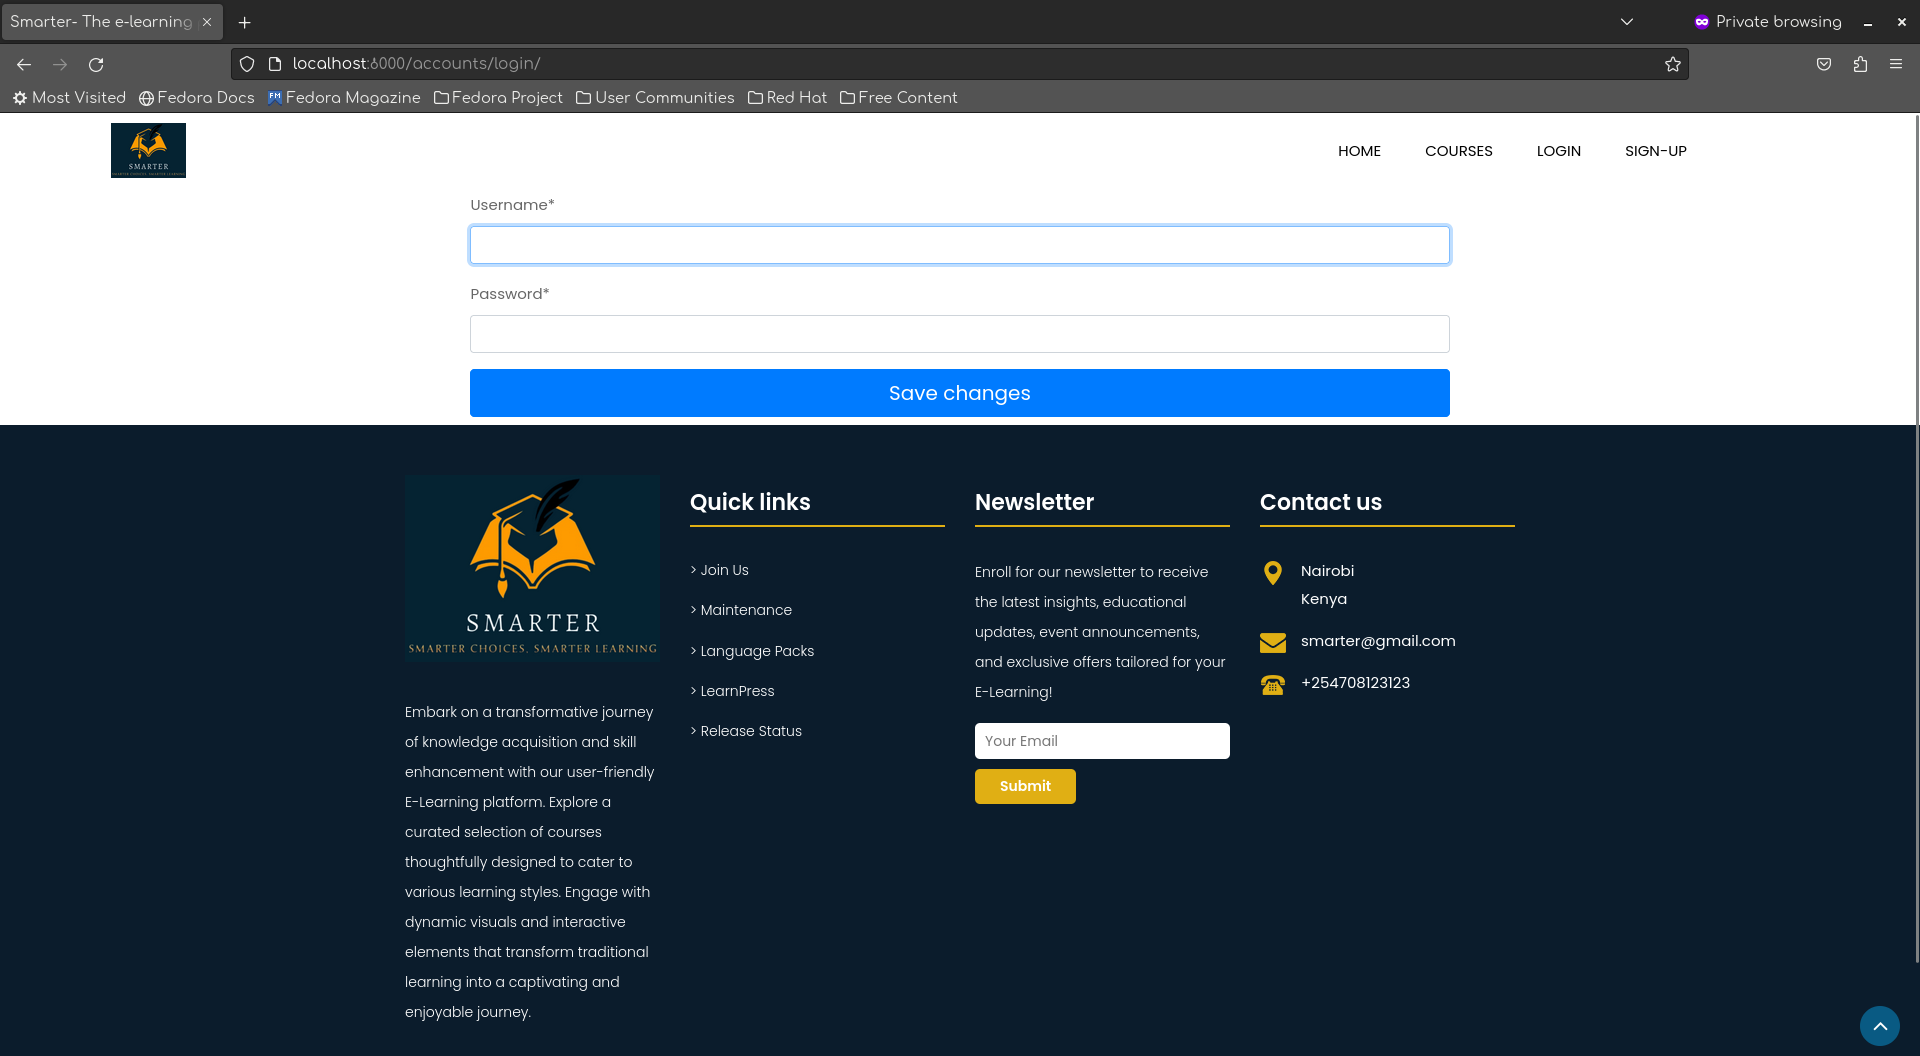 Smarter- The e-learning
Private browsing
localhost:8000/accounts/login/
Most Visited Fedora Docs Fedora Magazine Fedora Project User Communities Red Hat Free Content
SMARTER
HOME COURSES LOGIN SIGN-UP
Username*
Password*
Save changes
SMARTER
SMARTER CHOICES, SMARTER LEARNING
Embark on a transformative journey
of knowledge acquisition and skill
enhancement with our user-friendly
E-Learning platform. Explore a
curated selection of courses
thoughtfully designed to cater to
various learning styles. Engage with
dynamic visuals and interactive
elements that transform traditional
learning into a captivating and
enjoyable journey.
Quick links
> Join Us
> Maintenance
> Language Packs
> LearnPress
> Release Status
Newsletter
Enroll for our newsletter to receive
the latest insights, educational
updates, event announcements,
and exclusive offers tailored for your
E-Learning!
Your Email
Submit
Contact us
Nairobi
Kenya
smarter@gmail.com
+254708123123